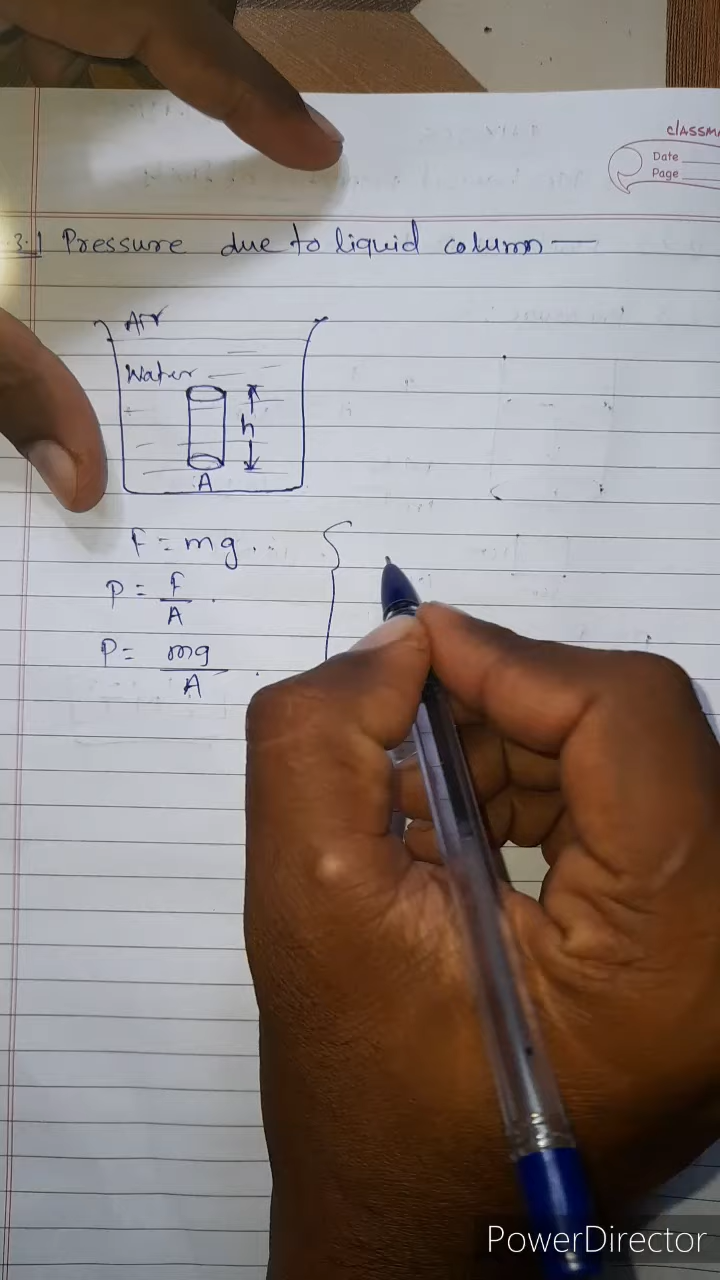 classm
Date
Page
3.1 Pressure due to liquid column —
Air
Water
h
A
F = mg
P = F/A
P = mg/A
PowerDirector